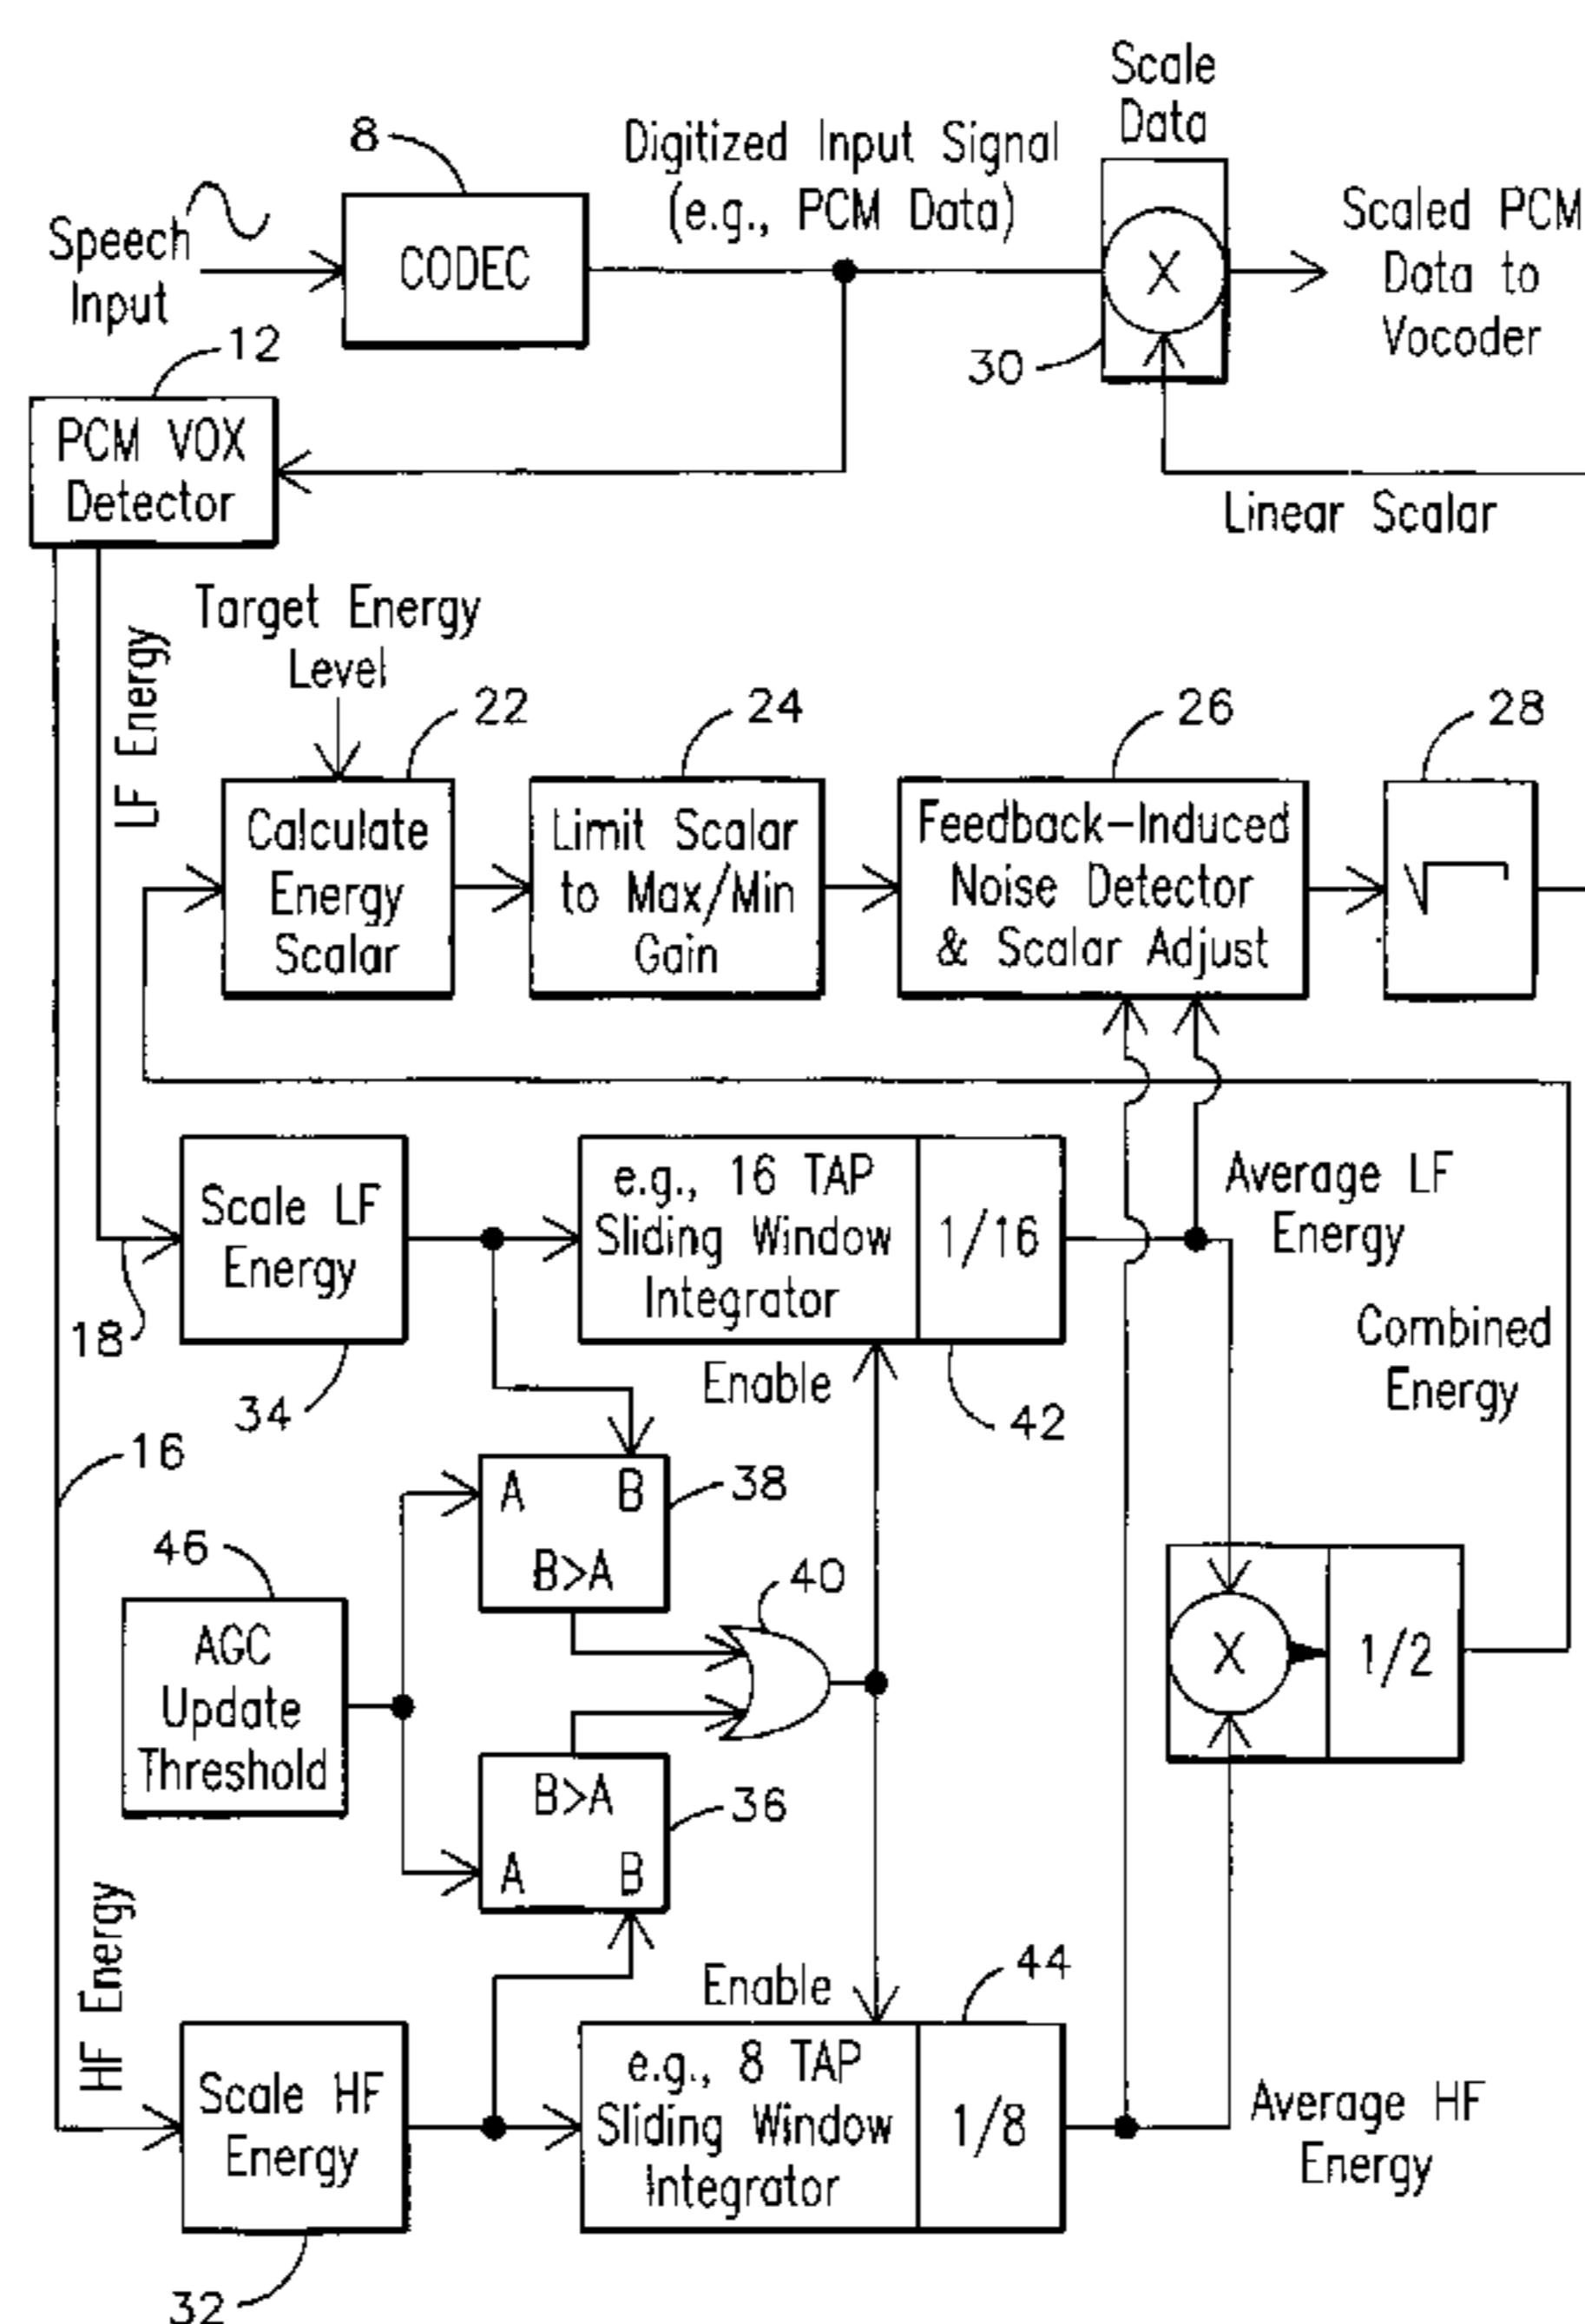 Scale
Data
8
Digitized Input Signal
(e.g., PCM Data)
Speech
Input
CODEC
X
Scaled PCM
Data to
Vocoder
30
12
PCM VOX
Detector
Linear Scalar
LF Energy
Target Energy
Level
22
24
26
28
Calculate
Energy
Scalar
Limit Scalar
to Max/Min
Gain
Feedback-Induced
Noise Detector
& Scalar Adjust
√
Scale LF
Energy
e.g., 16 TAP
Sliding Window
Integrator
1/16
Average LF
Energy
18
34
Enable
42
Combined
Energy
16
A B
B>A
38
46
AGC
Update
Threshold
40
X
1/2
B>A
A B
36
HF Energy
Enable
44
Scale HF
Energy
e.g., 8 TAP
Sliding Window
Integrator
1/8
Average HF
Energy
32